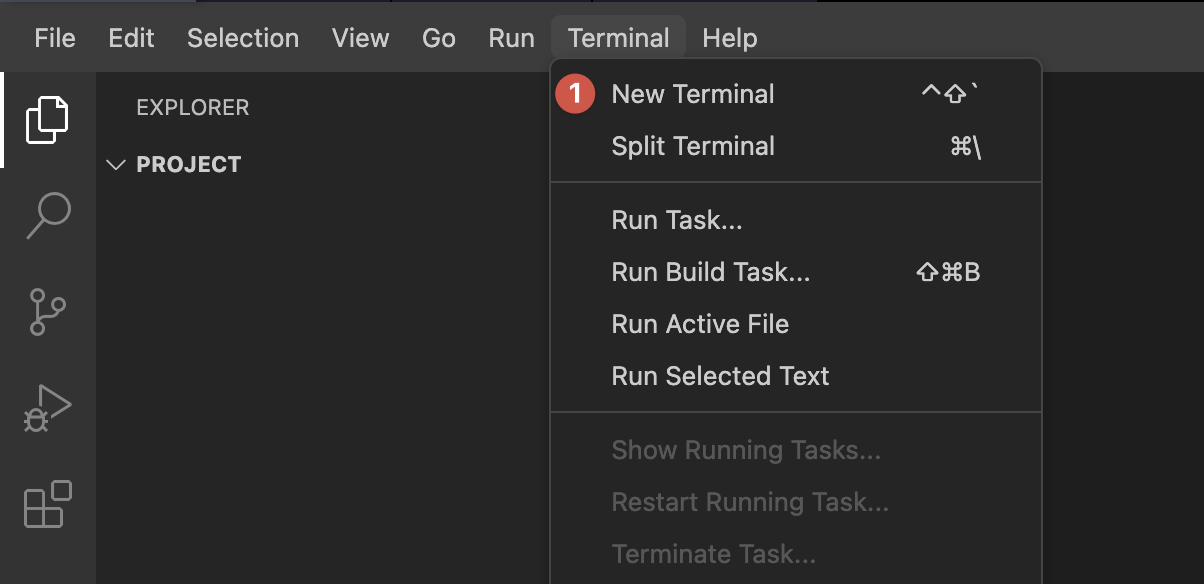 File Edit Selection View Go Run Terminal Help
EXPLORER
PROJECT
1 New Terminal ^⇧`
Split Terminal ⌘\
Run Task...
Run Build Task... ⇧⌘B
Run Active File
Run Selected Text
Show Running Tasks...
Restart Running Task...
Terminate Task...